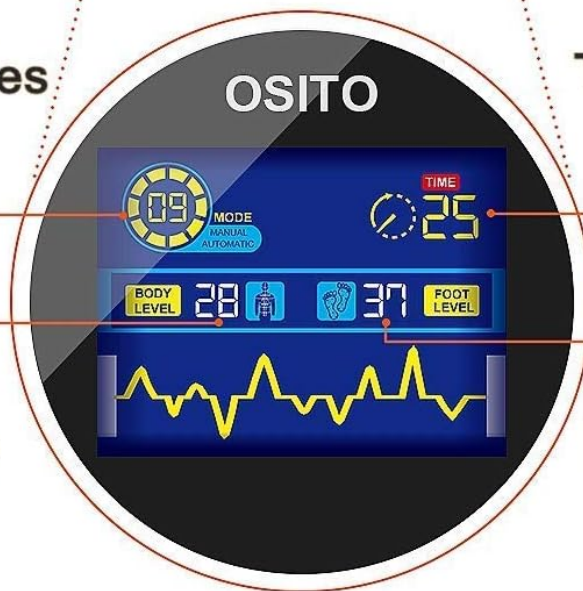 es
OSITO
09
MODE
MANUAL
AUTOMATIC
TIME
25
BODY
LEVEL
28
37
FOOT
LEVEL